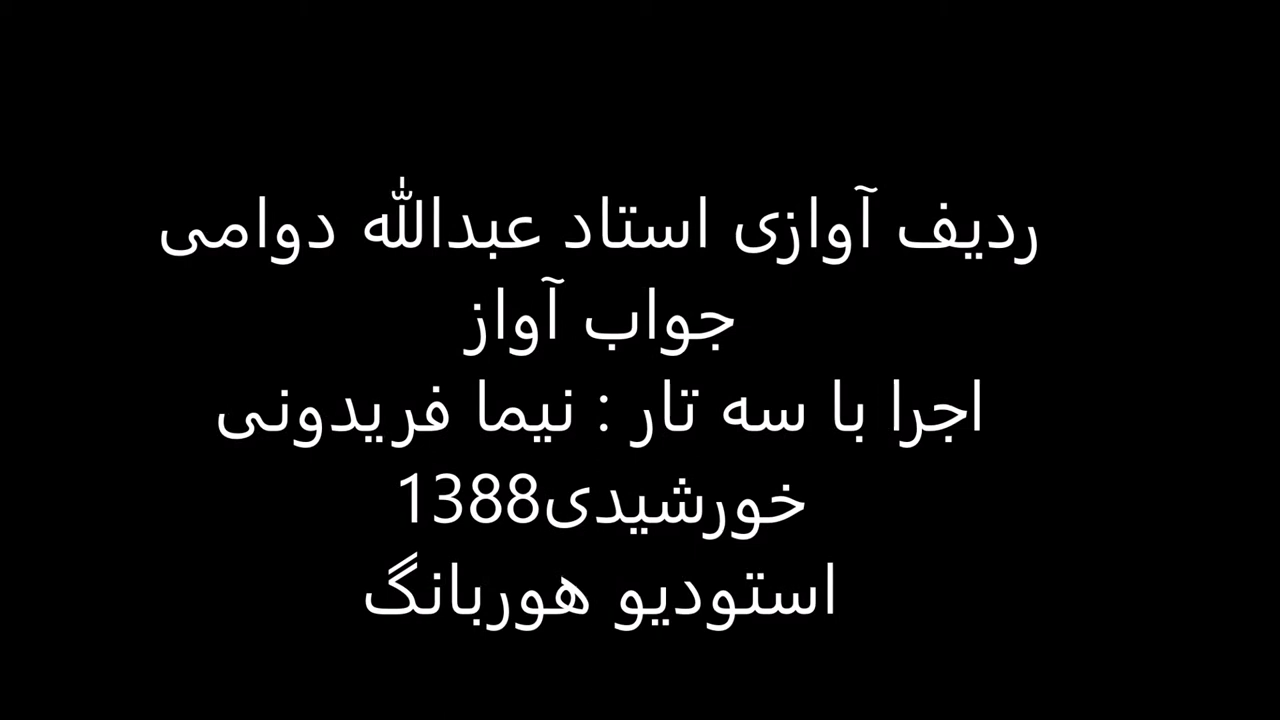 ردیف آوازی استاد عبدالله دوامی
جواب آواز
اجرا با سه تار : نیما فریدونی
خورشیدی1388
استودیو هوربانگ